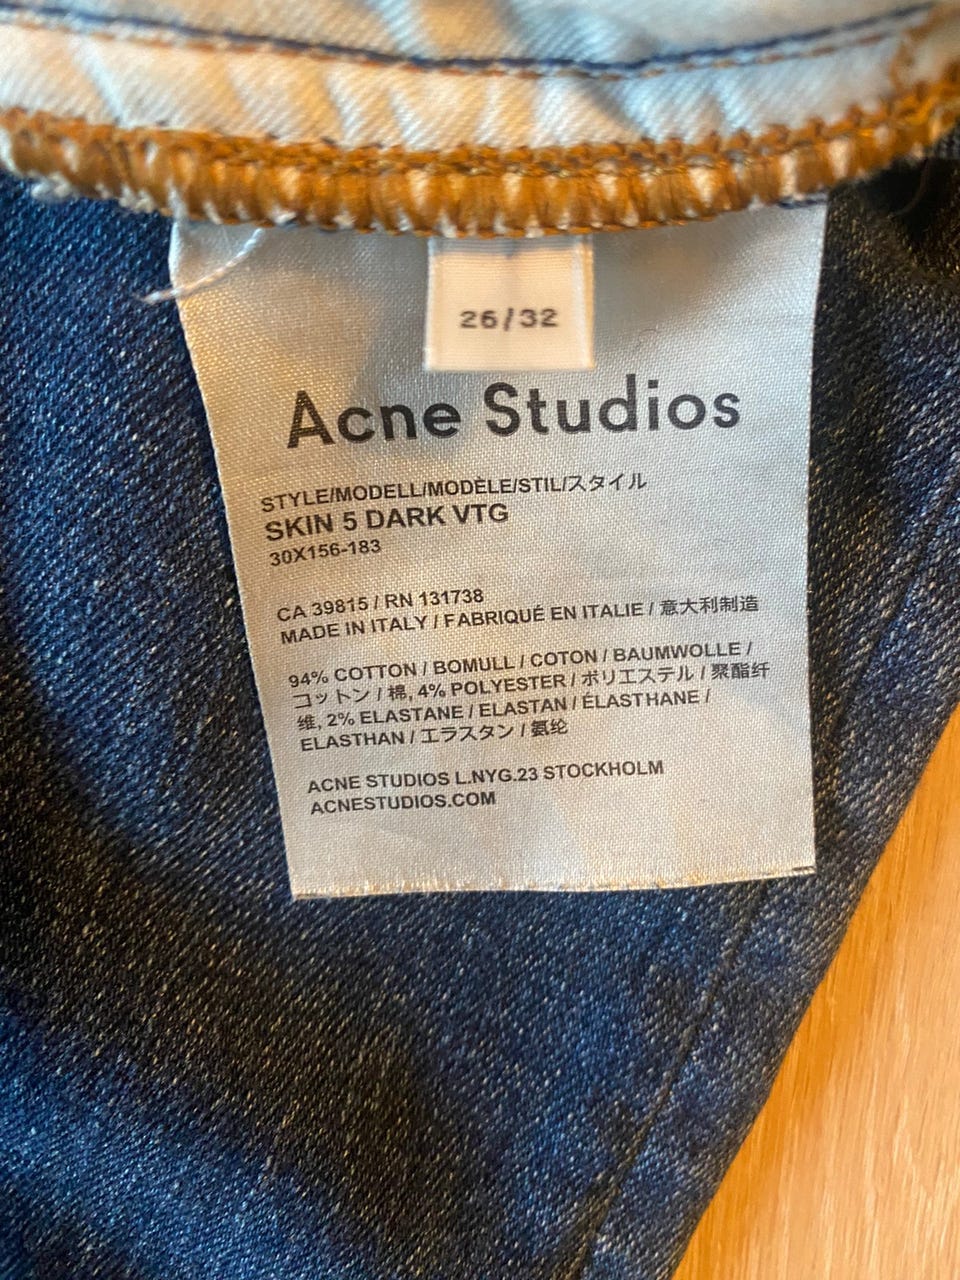 26/32
Acne Studios
STYLE/MODELL/MODÈLE/STIL/スタイル
SKIN 5 DARK VTG
30X156-183
CA 39815 / RN 131738
MADE IN ITALY / FABRIQUÉ EN ITALIE / 意大利制造
94% COTTON / BOMULL / COTON / BAUMWOLLE /
コットン / 棉, 4% POLYESTER / ポリエステル / 聚酯纤
维, 2% ELASTANE / ELASTAN / ÉLASTHANE /
ELASTHAN / エラスタン / 氨纶
ACNE STUDIOS L.NYG.23 STOCKHOLM
ACNESTUDIOS.COM